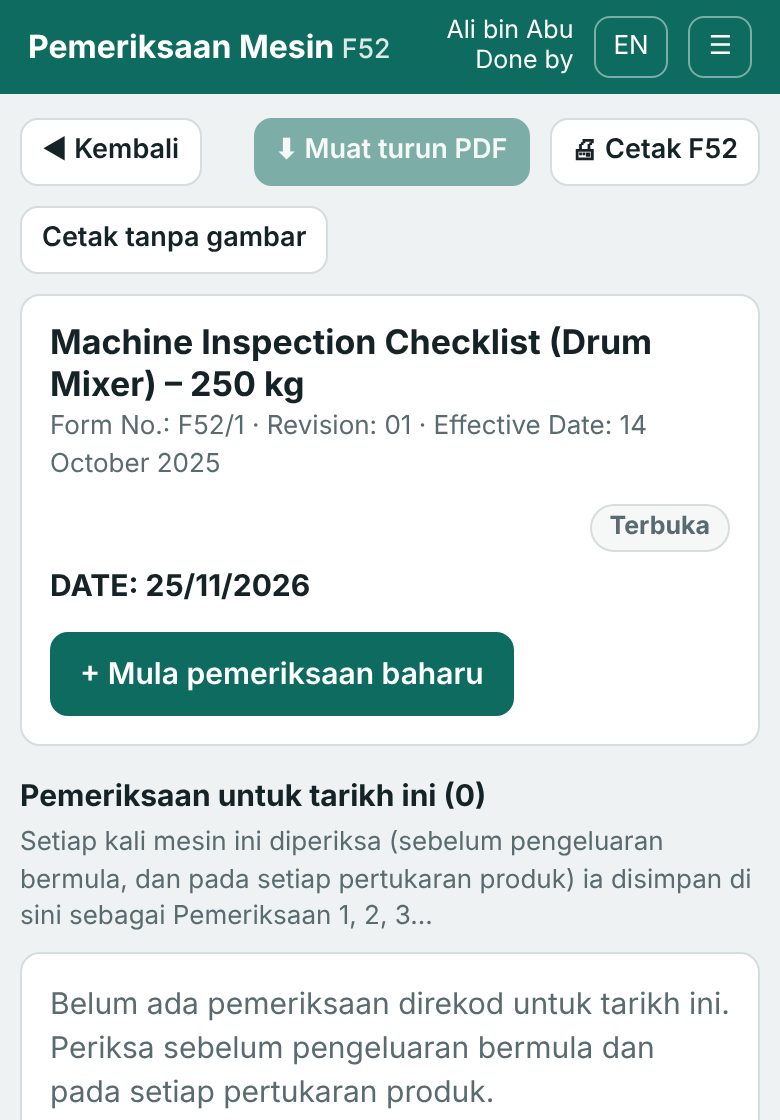 Pemeriksaan Mesin F52
Ali bin Abu
Done by
EN
☰
◀ Kembali
⬇ Muat turun PDF
🖨 Cetak F52
Cetak tanpa gambar
Machine Inspection Checklist (Drum
Mixer) – 250 kg
Form No.: F52/1 · Revision: 01 · Effective Date: 14
October 2025
Terbuka
DATE: 25/11/2026
+ Mula pemeriksaan baharu
Pemeriksaan untuk tarikh ini (0)
Setiap kali mesin ini diperiksa (sebelum pengeluaran
bermula, dan pada setiap pertukaran produk) ia disimpan di
sini sebagai Pemeriksaan 1, 2, 3...
Belum ada pemeriksaan direkod untuk tarikh ini.
Periksa sebelum pengeluaran bermula dan
pada setiap pertukaran produk.